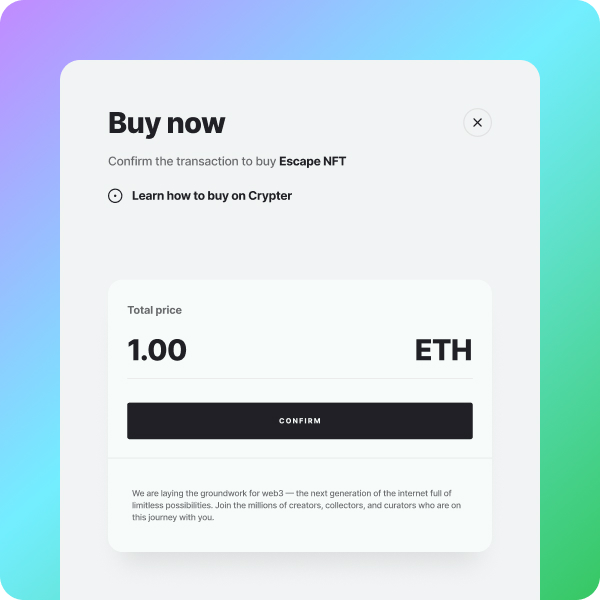 Buy now
Confirm the transaction to buy Escape NFT
Learn how to buy on Crypter
Total price
1.00 ETH
CONFIRM
We are laying the groundwork for web3 — the next generation of the internet full of
limitless possibilities. Join the millions of creators, collectors, and curators who are on
this journey with you.